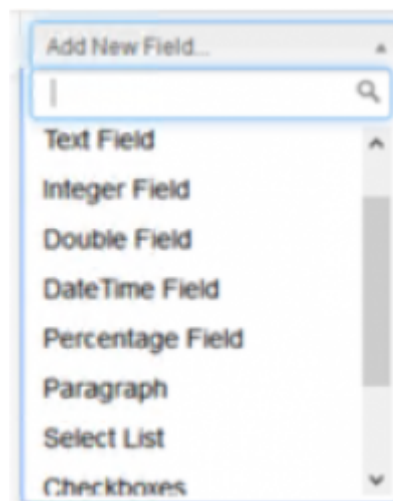 Add New Field...
Text Field
Integer Field
Double Field
DateTime Field
Percentage Field
Paragraph
Select List
Checkboxes